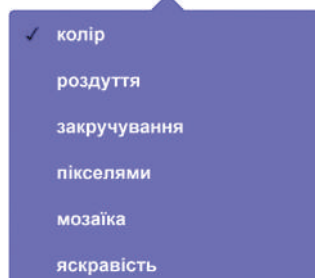 колір
роздуття
закручування
пікселями
мозаїка
яскравість